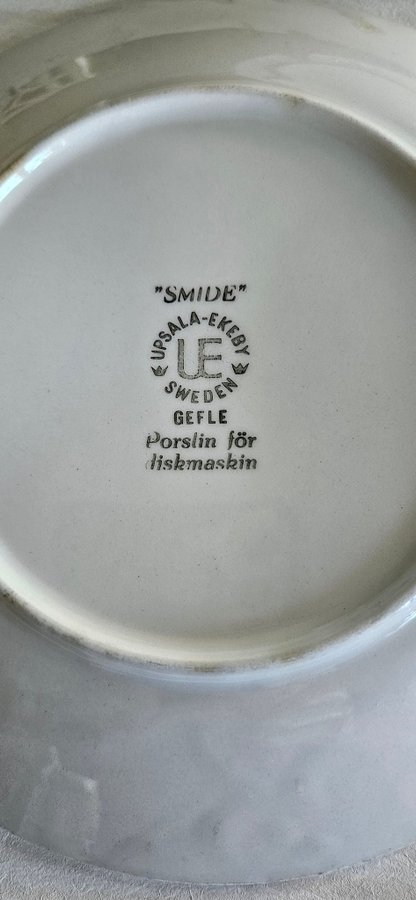 "SMIDE"
UPSALA-EKEBY
UE
SWEDEN
GEFLE
Porslin för
diskmaskin